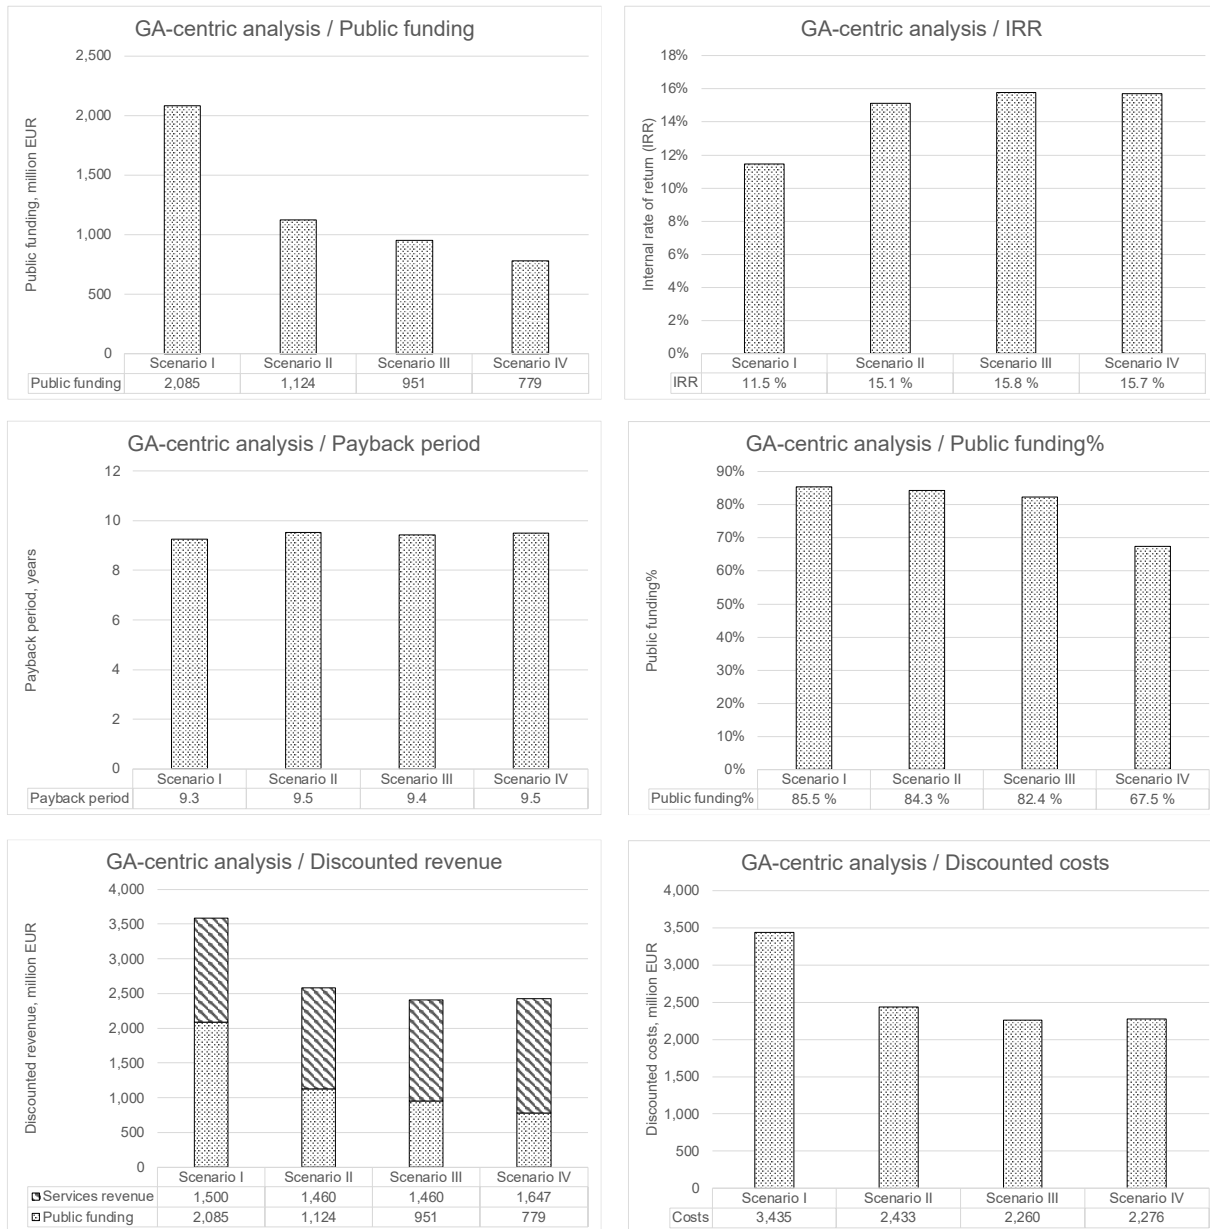 GA-centric analysis / Public funding
Public funding, million EUR
2,500
2,000
1,500
1,000
500
0
Scenario I Scenario II Scenario III Scenario IV
Public funding 2,085 1,124 951 779
GA-centric analysis / IRR
Internal rate of return (IRR)
18%
16%
14%
12%
10%
8%
6%
4%
2%
0%
Scenario I Scenario II Scenario III Scenario IV
IRR 11.5 % 15.1 % 15.8 % 15.7 %
GA-centric analysis / Payback period
Payback period, years
12
10
8
6
4
2
0
Scenario I Scenario II Scenario III Scenario IV
Payback period 9.3 9.5 9.4 9.5
GA-centric analysis / Public funding%
Public funding%
90%
80%
70%
60%
50%
40%
30%
20%
10%
0%
Scenario I Scenario II Scenario III Scenario IV
Public funding% 85.5 % 84.3 % 82.4 % 67.5 %
GA-centric analysis / Discounted revenue
Discounted revenue, million EUR
4,000
3,500
3,000
2,500
2,000
1,500
1,000
500
0
Scenario I Scenario II Scenario III Scenario IV
Services revenue 1,500 1,460 1,460 1,647
Public funding 2,085 1,124 951 779
GA-centric analysis / Discounted costs
Discounted costs, million EUR
4,000
3,500
3,000
2,500
2,000
1,500
1,000
500
0
Scenario I Scenario II Scenario III Scenario IV
Costs 3,435 2,433 2,260 2,276